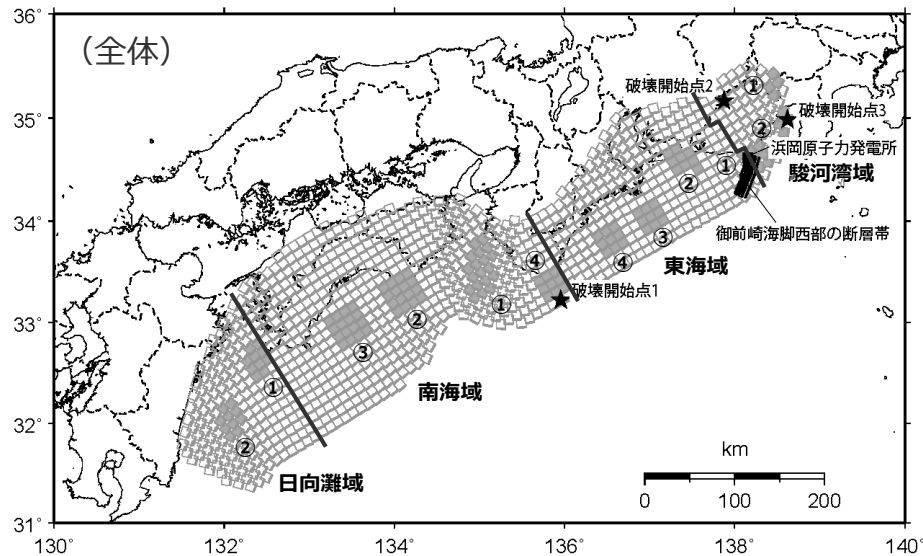 36°
35°
34°
33°
32°
31°
130
132
134
136
138
140°
（全体）
破壊開始点2
①
破壊開始点3
②
浜岡原子力発電所
①
駿河湾域
②
御前崎海脚西部の断層帯
③
④
東海域
④
破壊開始点1
①
②
③
南海域
①
②
日向灘域
km
0 100 200